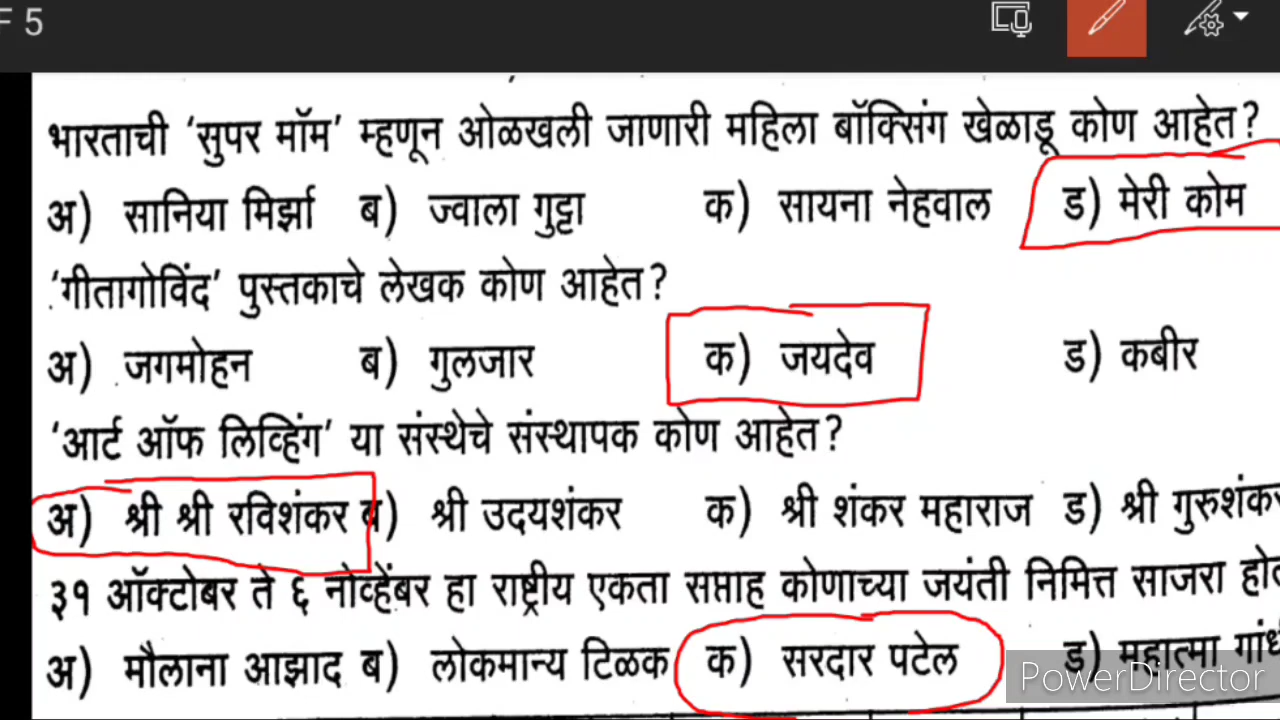 F 5
भारताची ‘सुपर मॉम’ म्हणून ओळखली जाणारी महिला बॉक्सिंग खेळाडू कोण आहेत?
अ) सानिया मिर्झा ब) ज्वाला गुट्टा क) सायना नेहवाल ड) मेरी कोम
‘गीतागोविंद’ पुस्तकाचे लेखक कोण आहेत?
अ) जगमोहन ब) गुलजार क) जयदेव ड) कबीर
‘आर्ट ऑफ लिव्हिंग’ या संस्थेचे संस्थापक कोण आहेत?
अ) श्री श्री रविशंकर ब) श्री उदयशंकर क) श्री शंकर महाराज ड) श्री गुरुशंकर
३१ ऑक्टोबर ते ६ नोव्हेंबर हा राष्ट्रीय एकता सप्ताह कोणाच्या जयंती निमित्त साजरा
अ) मौलाना आझाद ब) लोकमान्य टिळक क) सरदार पटेल ड) महात्मा
PowerDirector